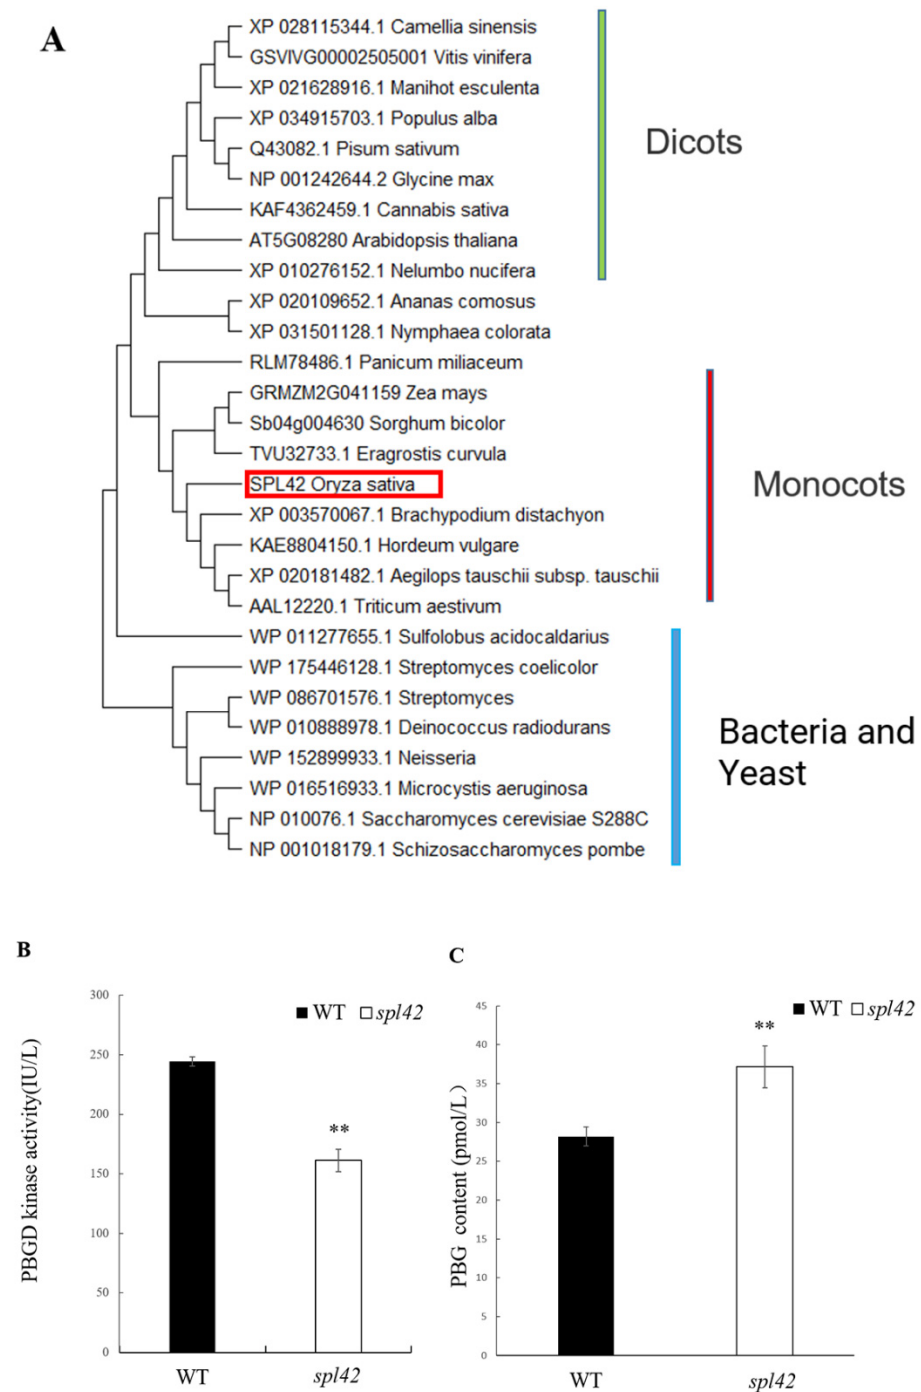 A
XP 028115344.1 Camellia sinensis
GSVIVG00002505001 Vitis vinifera
XP 021628916.1 Manihot esculenta
XP 034915703.1 Populus alba
Q43082.1 Pisum sativum
NP 001242644.2 Glycine max
KAF4362459.1 Cannabis sativa
AT5G08280 Arabidopsis thaliana
XP 010276152.1 Nelumbo nucifera
Dicots
XP 020109652.1 Ananas comosus
XP 031501128.1 Nymphaea colorata
RLM78486.1 Panicum miliaceum
GRMZM2G041159 Zea mays
Sb04g004630 Sorghum bicolor
TVU32733.1 Eragrostis curvula
SPL42 Oryza sativa
XP 003570067.1 Brachypodium distachyon
KAE8804150.1 Hordeum vulgare
XP 020181482.1 Aegilops tauschii subsp. tauschii
AAL12220.1 Triticum aestivum
Monocots
WP 011277655.1 Sulfolobus acidocaldarius
WP 175446128.1 Streptomyces coelicolor
WP 086701576.1 Streptomyces
WP 010888978.1 Deinococcus radiodurans
WP 152899933.1 Neisseria
WP 016516933.1 Microcystis aeruginosa
NP 010076.1 Saccharomyces cerevisiae S288C
NP 001018179.1 Schizosaccharomyces pombe
Bacteria and
Yeast
B
PBGD kinase activity(IU/L)
300
250
200
150
100
50
0
WT spl42
**
WT
spl42
C
PBG content (pmol/L)
45
40
35
30
25
20
15
10
5
0
WT spl42
**
WT
spl42